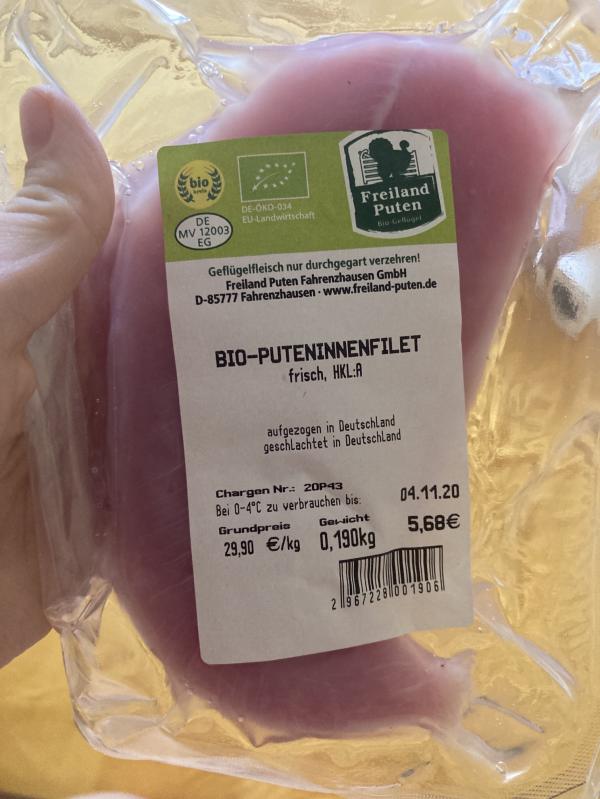 bio
DE-ÖKO-034
EU-Landwirtschaft
Freiland
Puten
Bio-Geflügel
DE
MV 12003
EG
Geflügelfleisch nur durchgegart verzehren!
Freiland Puten Fahrenzhausen GmbH
D-85777 Fahrenzhausen · www.freiland-puten.de
BIO-PUTENINNENFILET
frisch, HKL:A
aufgezogen in Deutschland
geschlachtet in Deutschland
Chargen Nr.: 20P43
Bei 0-4°C zu verbrauchen bis: 04.11.20
Grundpreis Gewicht 5,68€
29,90 €/kg 0,190kg
2 967228 001906